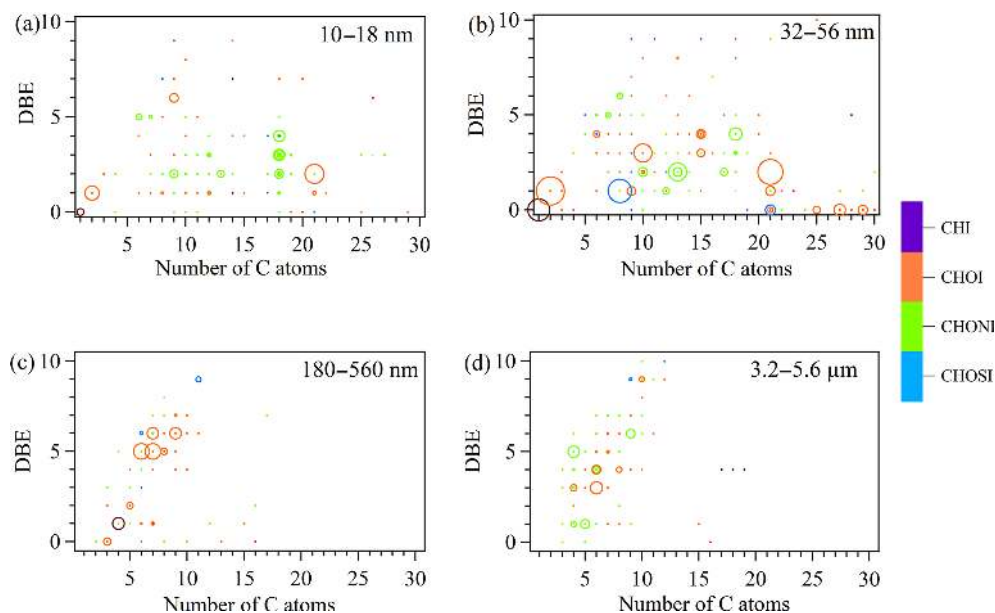 (a)
10–18 nm
DBE
10
5
0
5 10 15 20 25 30
Number of C atoms
(b)
32–56 nm
DBE
10
5
0
5 10 15 20 25 30
Number of C atoms
(c)
180–560 nm
DBE
10
5
0
5 10 15 20 25 30
Number of C atoms
(d)
3.2–5.6 μm
DBE
10
5
0
5 10 15 20 25 30
Number of C atoms
CHI
CHOI
CHONI
CHOSI